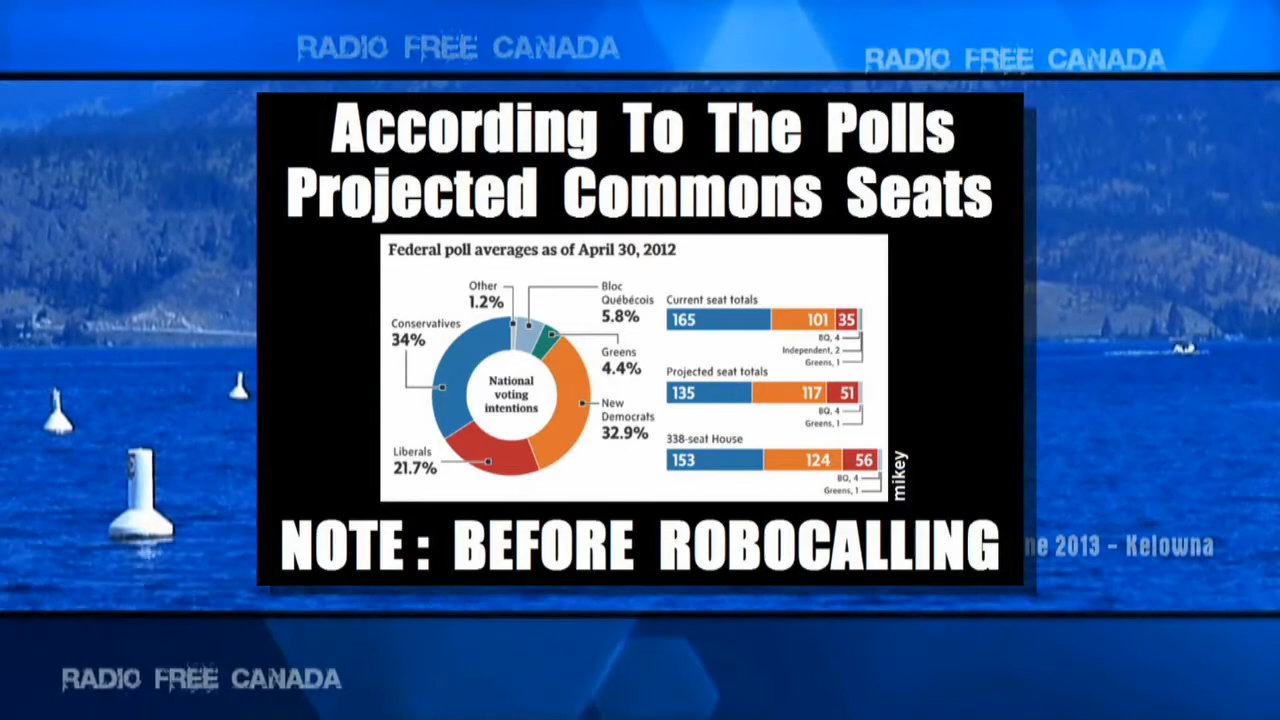 RADIO FREE CANADA
RADIO FREE CANADA
According To The Polls
Projected Commons Seats
Federal poll averages as of April 30, 2012
Other
1.2%
Bloc
Québécois
5.8%
Conservatives
34%
Greens
4.4%
National
voting
intentions
New
Democrats
32.9%
Liberals
21.7%
Current seat totals
165 101 35
BQ, 4
Independent, 2
Greens, 1
Projected seat totals
135 117 51
BQ, 4
Greens, 1
338-seat House
153 124 56
BQ, 4
Greens, 1
mikey
NOTE: BEFORE ROBOCALLING
2013 - Kelowna
RADIO FREE CANADA